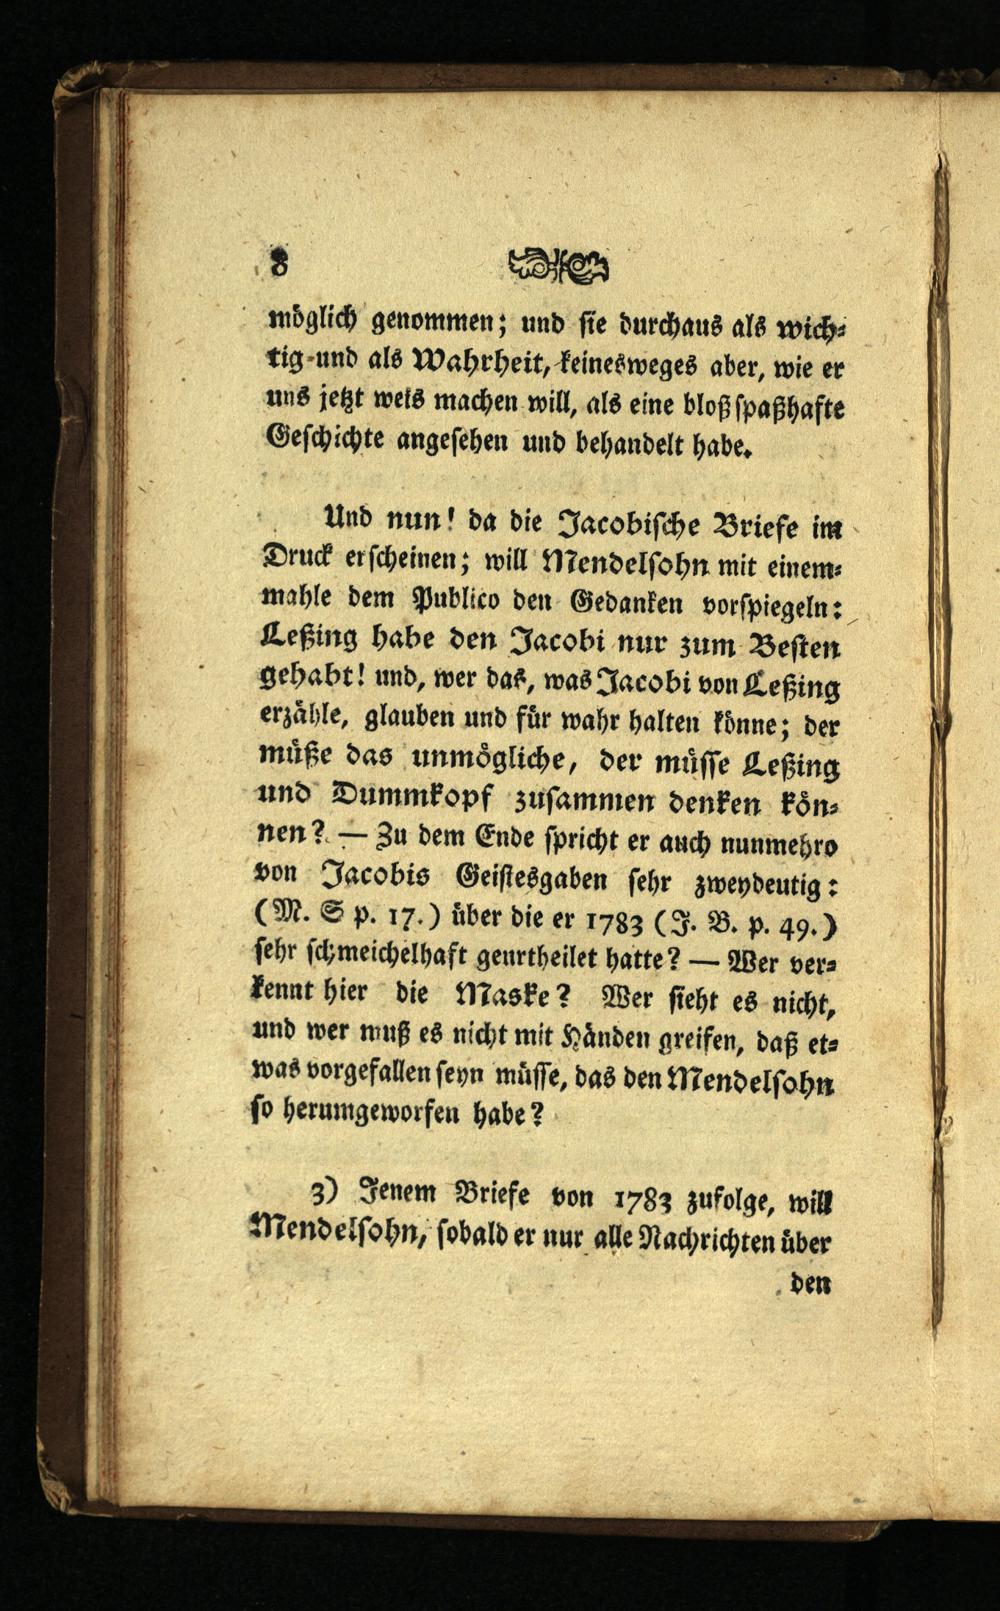 8
möglich genommen; und ſie durchaus als wich⸗
tig und als Wahrheit, keinesweges aber, wie er
uns jetzt weis machen will, als eine bloß ſpaßhafte
Geſchichte angeſehen und behandelt habe.
Und nun! da die Jacobiſche Briefe im
Druck erſcheinen; will Mendelſohn mit einem⸗
mahle dem Publico den Gedanken vorſpiegeln:
Leßing habe den Jacobi nur zum Beſten
gehabt! und, wer das, was Jacobi von Leßing
erzähle, glauben und für wahr halten könne; der
müße das unmögliche, der müſſe Leßing
und Dummkopf zuſammen denken kön⸗
nen? — Zu dem Ende ſpricht er auch nunmehro
von Jacobis Geiſtesgaben ſehr zweydeutig:
(M. S p. 17.) über die er 1783 (J. B. p. 49.)
ſehr ſchmeichelhaft geurtheilet hatte? — Wer ver⸗
kennt hier die Maske? Wer ſieht es nicht,
und wer muß es nicht mit Händen greifen, daß et⸗
was vorgefallen ſeyn müſſe, das den Mendelſohn
ſo herumgeworfen habe?
3) Jenem Briefe von 1783 zufolge, will
Mendelſohn, ſobald er nur alle Nachrichten über
den